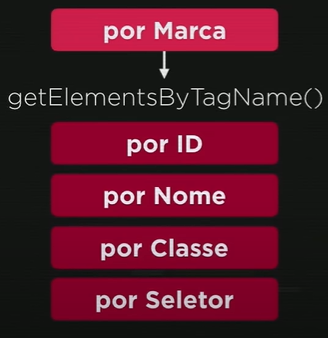 por Marca
getElementsByTagName()
por ID
por Nome
por Classe
por Seletor